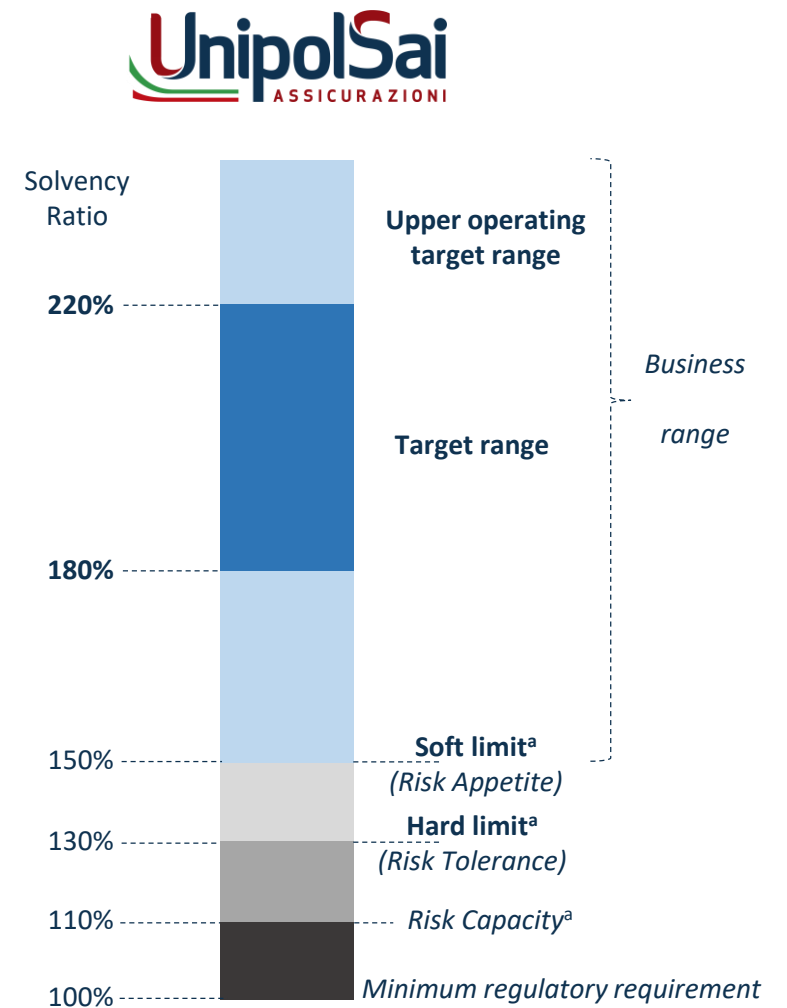 UnipolSai
ASSICURAZIONI
Solvency
Ratio
Upper operating
target range
220%
Business
range
Target range
180%
150%
Soft limitᵃ
(Risk Appetite)
130%
Hard limitᵃ
(Risk Tolerance)
110%
Risk Capacityᵃ
100%
Minimum regulatory requirement